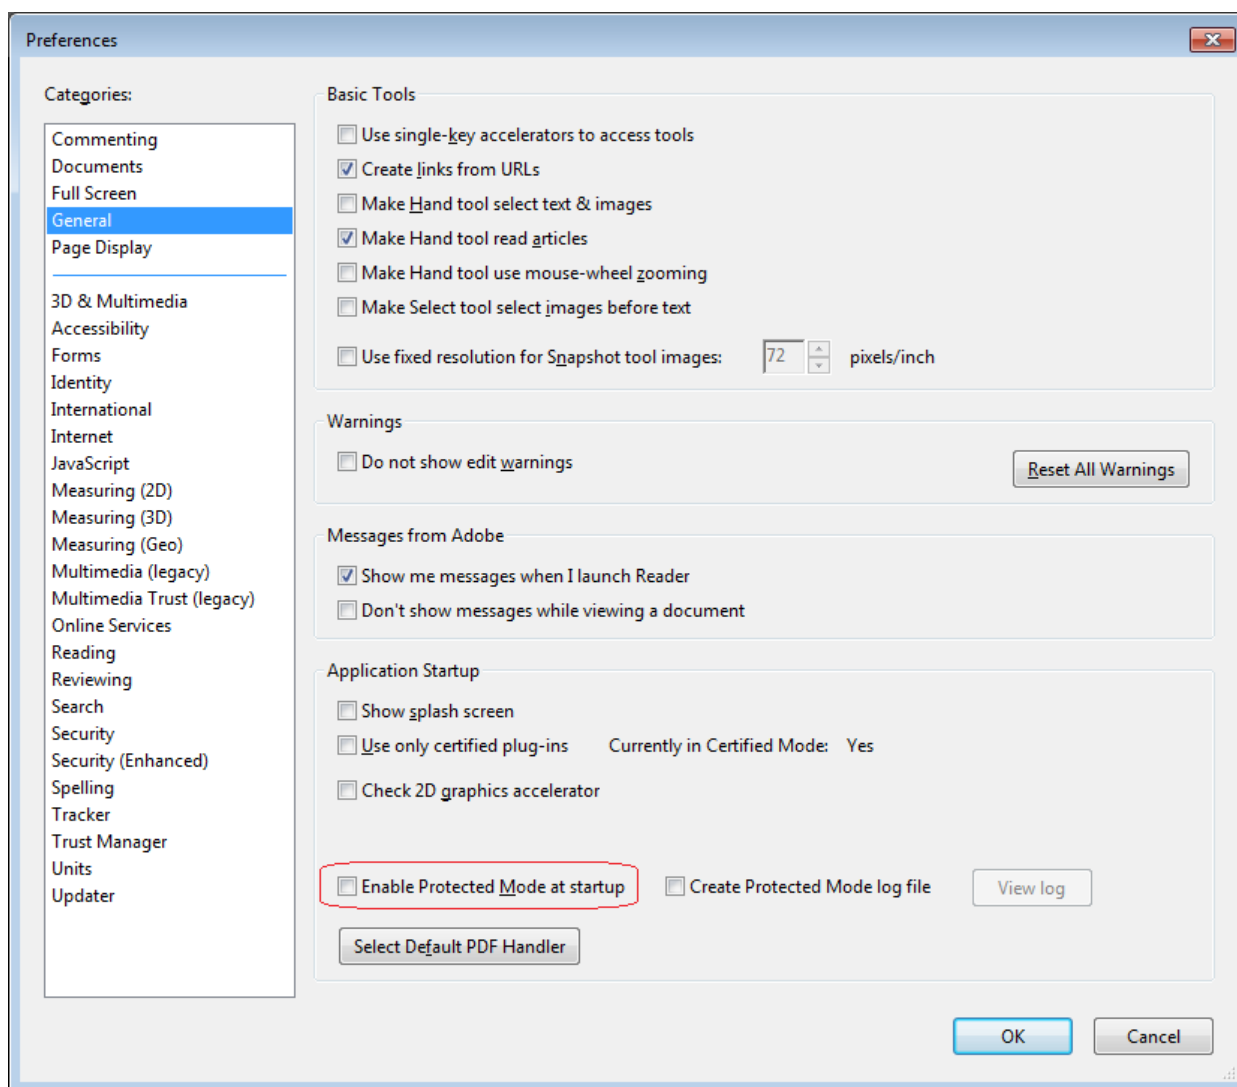 Preferences
Categories:
Commenting
Documents
Full Screen
General
Page Display
3D & Multimedia
Accessibility
Forms
Identity
International
Internet
JavaScript
Measuring (2D)
Measuring (3D)
Measuring (Geo)
Multimedia (legacy)
Multimedia Trust (legacy)
Online Services
Reading
Reviewing
Search
Security
Security (Enhanced)
Spelling
Tracker
Trust Manager
Units
Updater
Basic Tools
Use single-key accelerators to access tools
Create links from URLs
Make Hand tool select text & images
Make Hand tool read articles
Make Hand tool use mouse-wheel zooming
Make Select tool select images before text
Use fixed resolution for Snapshot tool images: 72 pixels/inch
Warnings
Do not show edit warnings
Reset All Warnings
Messages from Adobe
Show me messages when I launch Reader
Don't show messages while viewing a document
Application Startup
Show splash screen
Use only certified plug-ins Currently in Certified Mode: Yes
Check 2D graphics accelerator
Enable Protected Mode at startup Create Protected Mode log file View log
Select Default PDF Handler
OK Cancel